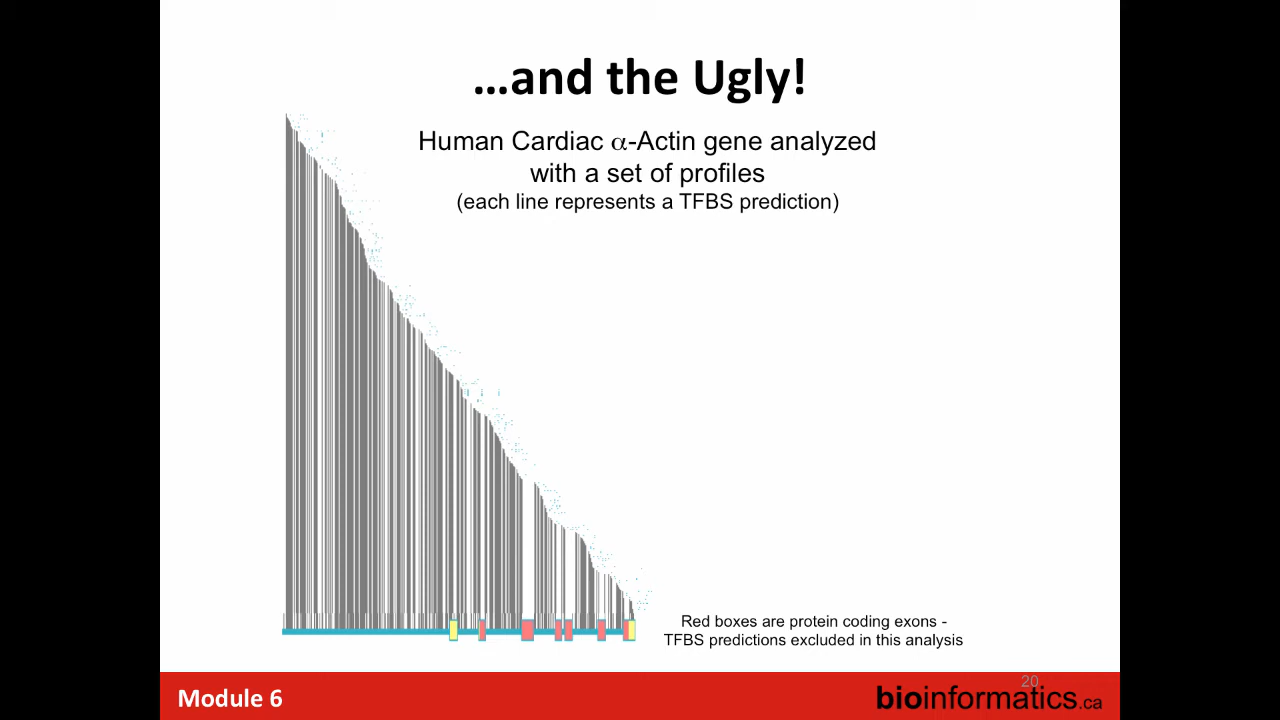 …and the Ugly!
Human Cardiac α-Actin gene analyzed
with a set of profiles
(each line represents a TFBS prediction)
Red boxes are protein coding exons -
TFBS predictions excluded in this analysis
20
Module 6
bioinformatics.ca